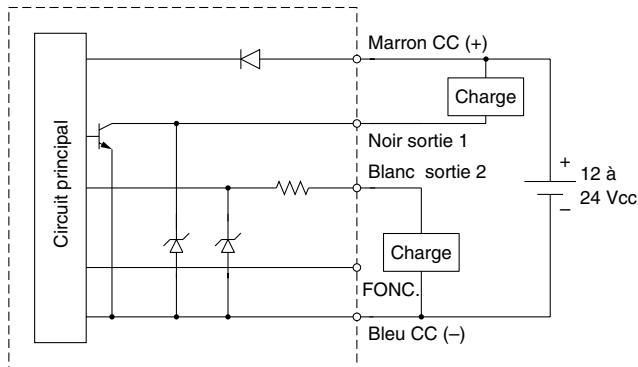 Circuit principal
Marron CC (+)
Charge
Noir sortie 1
Blanc sortie 2
+
12 à
24 Vcc
–
Charge
FONC.
Bleu CC (–)